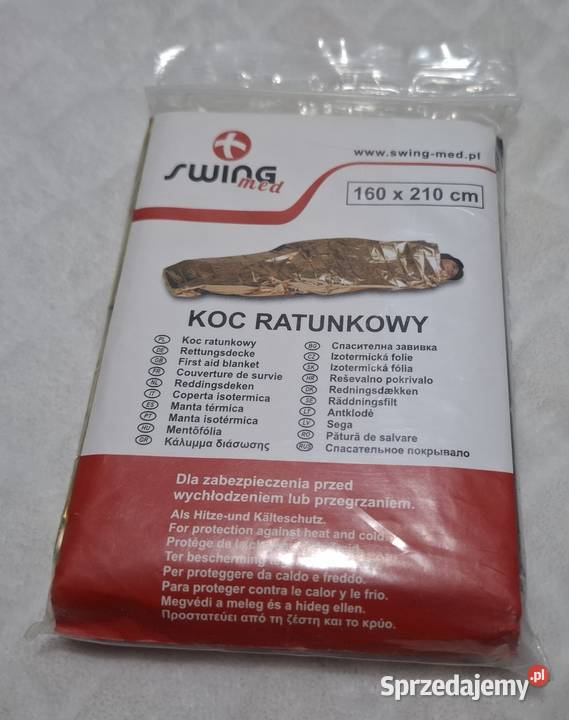 SWING
med
www.swing-med.pl
160 x 210 cm
KOC RATUNKOWY
PL Koc ratunkowy
DE Rettungsdecke
GB First aid blanket
FR Couverture de survie
NL Reddingsdeken
IT Coperta isotermica
ES Manta térmica
PT Manta isotérmica
HU Mentőfólia
GR Κάλυμμα διάσωσης
BG Спасителна завивка
CZ Izotermická folie
SK Izotermická fólia
HR Reševalno pokrivalo
DK Redningsdækken
SE Räddningsfilt
LT Antklodė
LV Sega
RO Pătură de salvare
RUS Спасательное покрывало
Dla zabezpieczenia przed
wychłodzeniem lub przegrzaniem.
Als Hitze-und Kälteschutz.
For protection against heat and cold
Protège de la
Ter bescherming
Per proteggere da caldo e freddo.
Para proteger contra le calor y le frio.
Megvédi a meleg és a hideg ellen.
Προστατεύει από τη ζέστη και το κρύο.
Sprzedajemy.pl